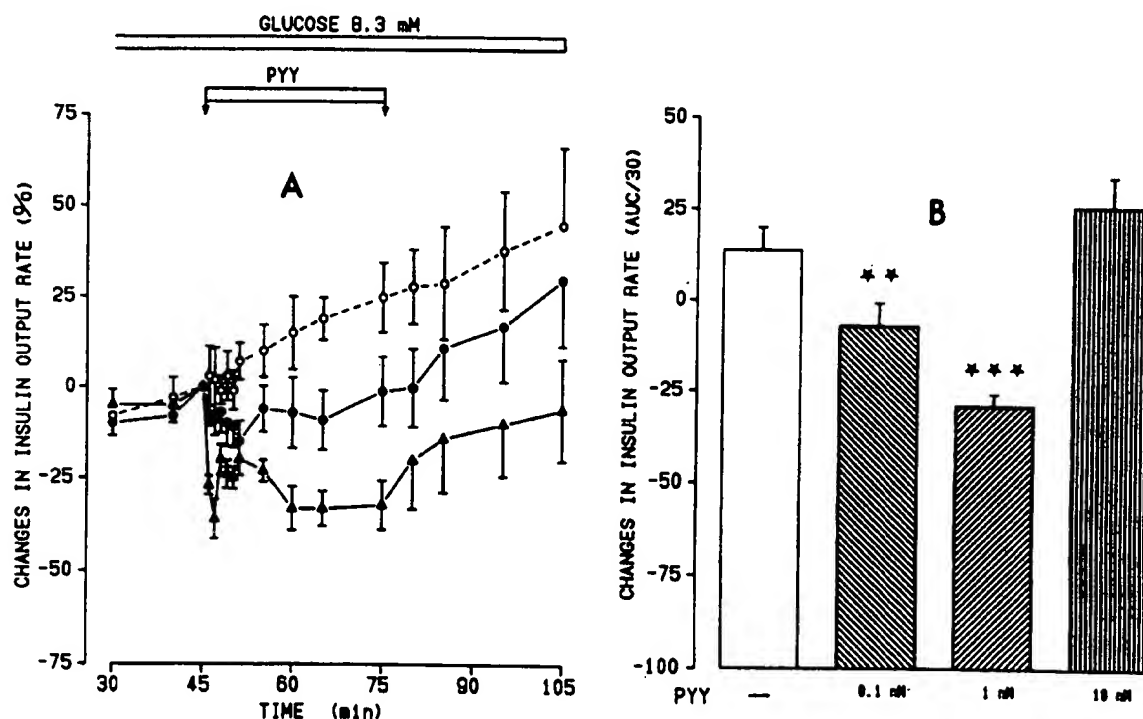 GLUCOSE 8.3 mM
PYY
A
CHANGES IN INSULIN OUTPUT RATE (%)
75
50
25
0
-25
-50
-75
30 45 60 75 90 105
TIME (min)
B
CHANGES IN INSULIN OUTPUT RATE (AUC/30)
50
25
0
-25
-50
-75
-100
★ ★
★ ★ ★
PYY — 0.1 nM 1 nM 10 nM